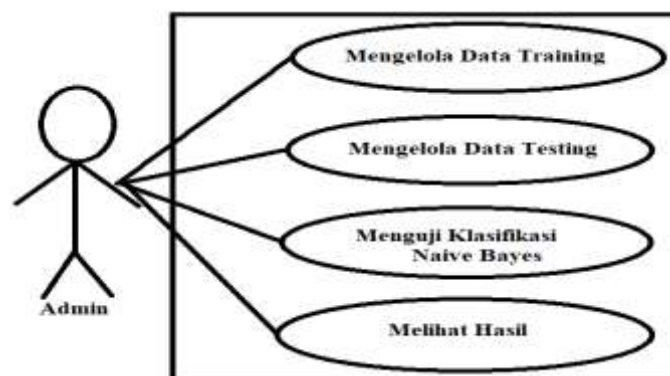 Mengelola Data Training
Mengelola Data Testing
Menguji Klasifikasi
Naive Bayes
Admin
Melihat Hasil